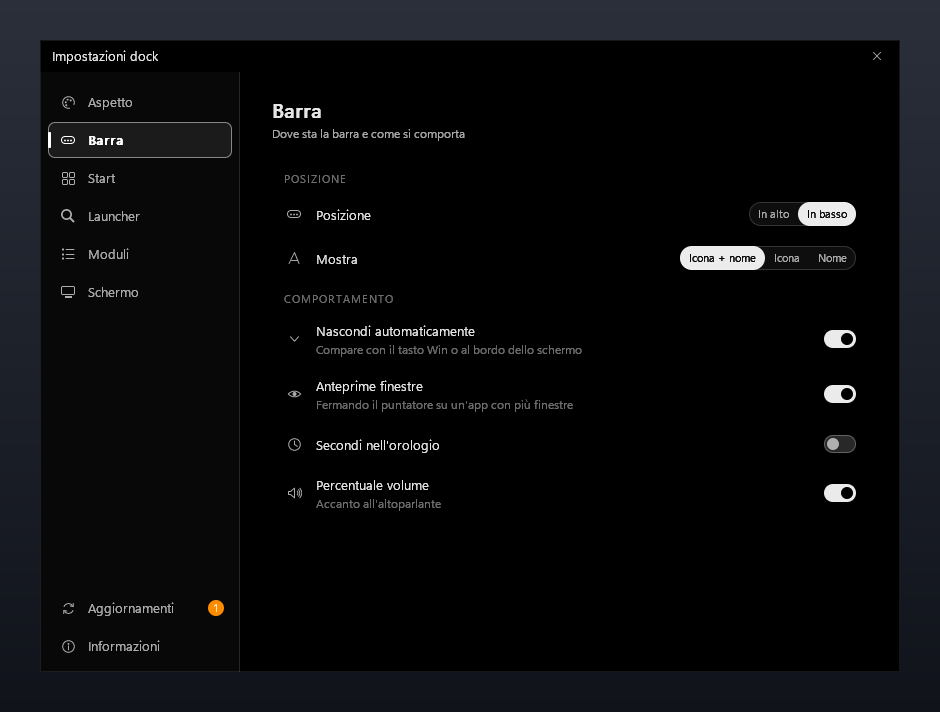 Impostazioni dock
Aspetto
Barra
Start
Launcher
Moduli
Schermo
Aggiornamenti 1
Informazioni
Barra
Dove sta la barra e come si comporta
POSIZIONE
Posizione
In alto In basso
Mostra
Icona + nome Icona Nome
COMPORTAMENTO
Nascondi automaticamente
Compare con il tasto Win o al bordo dello schermo
Anteprime finestre
Fermando il puntatore su un'app con più finestre
Secondi nell'orologio
Percentuale volume
Accanto all'altoparlante